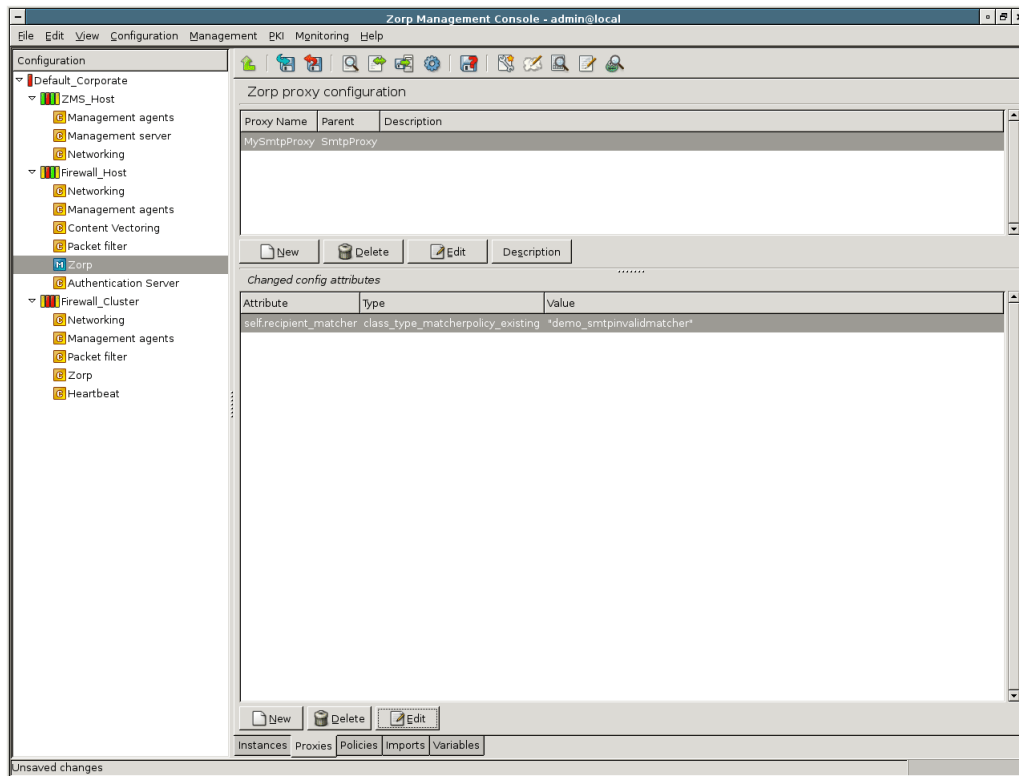 Zorp Management Console - admin@local
File Edit View Configuration Management PKI Monitoring Help
Configuration
Default_Corporate
ZMS_Host
Management agents
Management server
Networking
Firewall_Host
Networking
Management agents
Content Vectoring
Packet filter
Zorp
Authentication Server
Firewall_Cluster
Networking
Management agents
Packet filter
Zorp
Heartbeat
Zorp proxy configuration
Proxy Name Parent Description
MySmtpProxy SmtpProxy
New Delete Edit Description
Changed config attributes
Attribute Type Value
self.recipient_matcher class_type_matcherpolicy_existing "demo_smtpinvalidmatcher"
New Delete Edit
Instances Proxies Policies Imports Variables
Unsaved changes